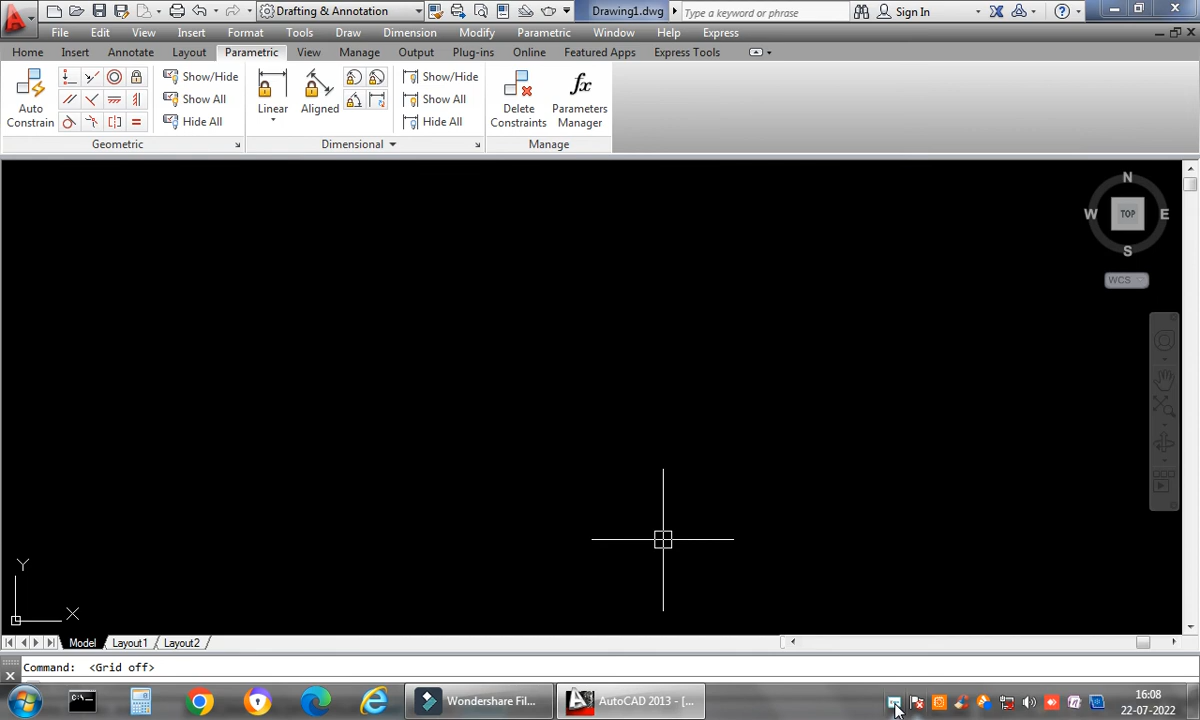 Drafting & Annotation
Drawing1.dwg
Type a keyword or phrase
Sign In
File Edit View Insert Format Tools Draw Dimension Modify Parametric Window Help Express
Home Insert Annotate Layout Parametric View Manage Output Plug-ins Online Featured Apps Express Tools
Auto
Constrain
Show/Hide
Show All
Hide All
Geometric
Linear
Aligned
Show/Hide
Show All
Hide All
Dimensional
Delete
Constraints
fx
Parameters
Manager
Manage
N
W TOP E
S
WCS
Y
X
Model Layout1 Layout2
Command: <Grid off>
Wondershare Fil...
AutoCAD 2013 - [...
16:08
22-07-2022